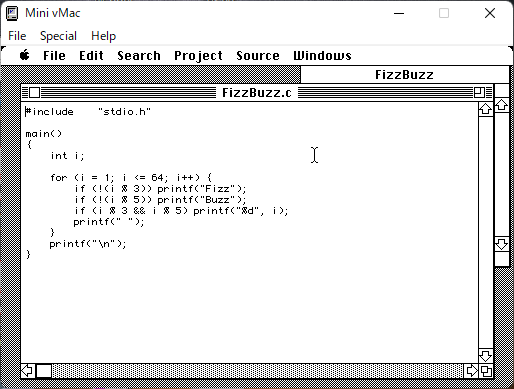 Mini vMac
File Special Help
File Edit Search Project Source Windows
FizzBuzz
FizzBuzz.c
#include    "stdio.h"

main()
{
    int i;

    for (i = 1; i <= 64; i++) {
        if (!(i % 3)) printf("Fizz");
        if (!(i % 5)) printf("Buzz");
        if (i % 3 && i % 5) printf("%d", i);
        printf(" ");
    }
    printf("\n");
}